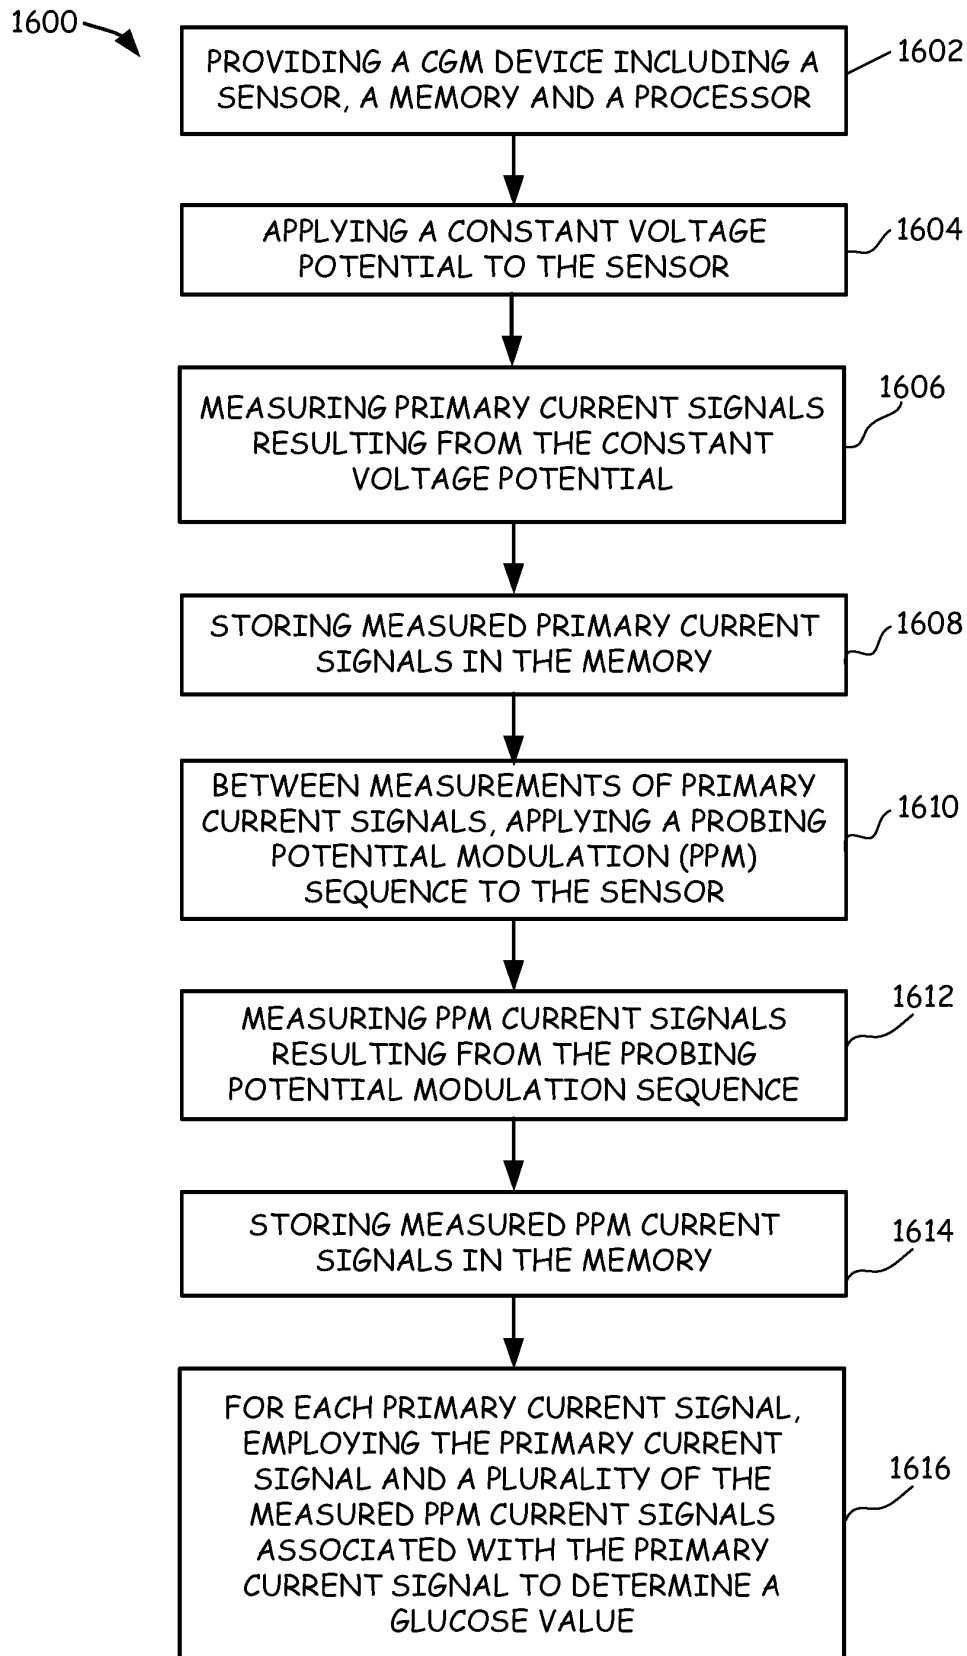 1600
PROVIDING A CGM DEVICE INCLUDING A
SENSOR, A MEMORY AND A PROCESSOR
1602
APPLYING A CONSTANT VOLTAGE
POTENTIAL TO THE SENSOR
1604
MEASURING PRIMARY CURRENT SIGNALS
RESULTING FROM THE CONSTANT
VOLTAGE POTENTIAL
1606
STORING MEASURED PRIMARY CURRENT
SIGNALS IN THE MEMORY
1608
BETWEEN MEASUREMENTS OF PRIMARY
CURRENT SIGNALS, APPLYING A PROBING
POTENTIAL MODULATION (PPM)
SEQUENCE TO THE SENSOR
1610
MEASURING PPM CURRENT SIGNALS
RESULTING FROM THE PROBING
POTENTIAL MODULATION SEQUENCE
1612
STORING MEASURED PPM CURRENT
SIGNALS IN THE MEMORY
1614
FOR EACH PRIMARY CURRENT SIGNAL,
EMPLOYING THE PRIMARY CURRENT
SIGNAL AND A PLURALITY OF THE
MEASURED PPM CURRENT SIGNALS
ASSOCIATED WITH THE PRIMARY
CURRENT SIGNAL TO DETERMINE A
GLUCOSE VALUE
1616